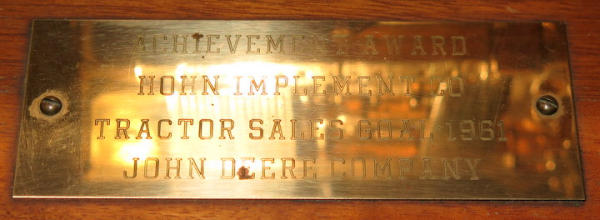 ACHIEVEMENT AWARD
HOHN IMPLEMENT CO
TRACTOR SALES GOAL 1961
JOHN DEERE COMPANY